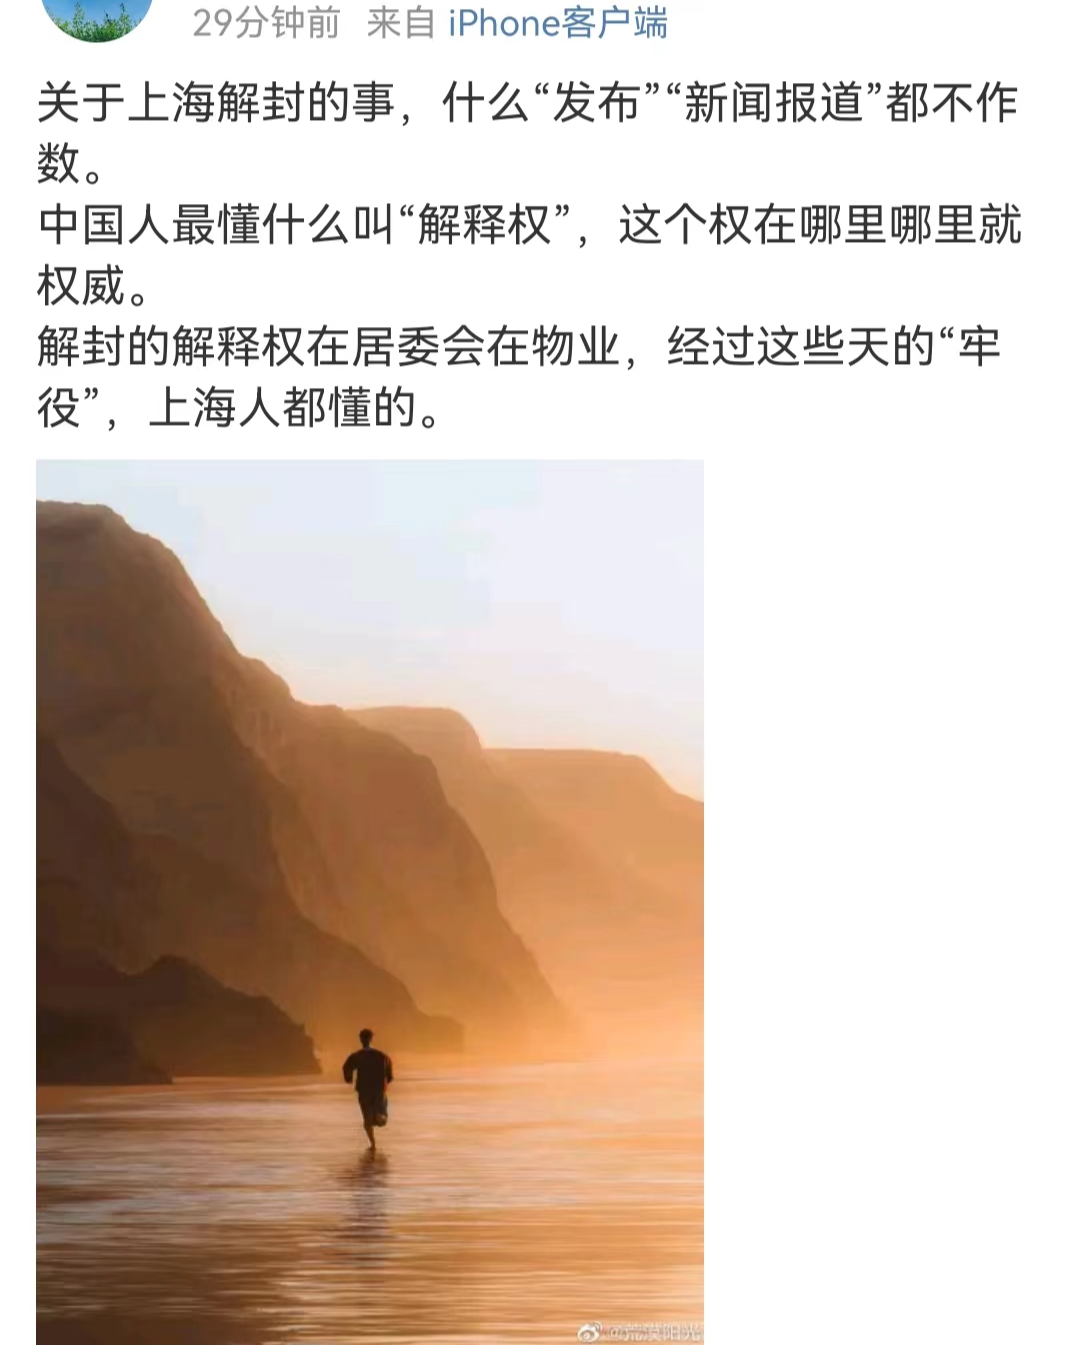 29分钟前 来自 iPhone客户端
关于上海解封的事，什么“发布”“新闻报道”都不作
数。
中国人最懂什么叫“解释权”，这个权在哪里哪里就
权威。
解封的解释权在居委会在物业，经过这些天的“牢
役”，上海人都懂的。
@荒漠阳光